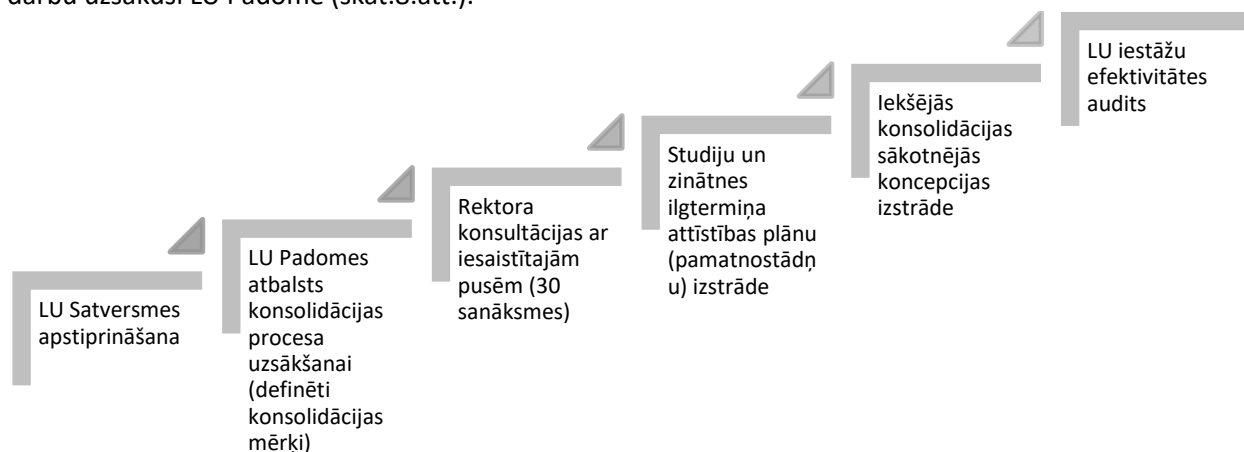 darbu uzsākusi LU Padome (skat.8.att.).
LU Satversmes
apstiprināšana
LU Padomes
atbalsts
konsolidācijas
procesa
uzsākšanai
(definēti
konsolidācijas
mērķi)
Rektora
konsultācijas ar
iesaistītajām
pusēm (30
sanāksmes)
Studiju un
zinātnes
ilgtermiņa
attīstības plānu
(pamatnostādņ
u) izstrāde
Iekšējās
konsolidācijas
sākotnējās
koncepcijas
izstrāde
LU iestāžu
efektivitātes
audits